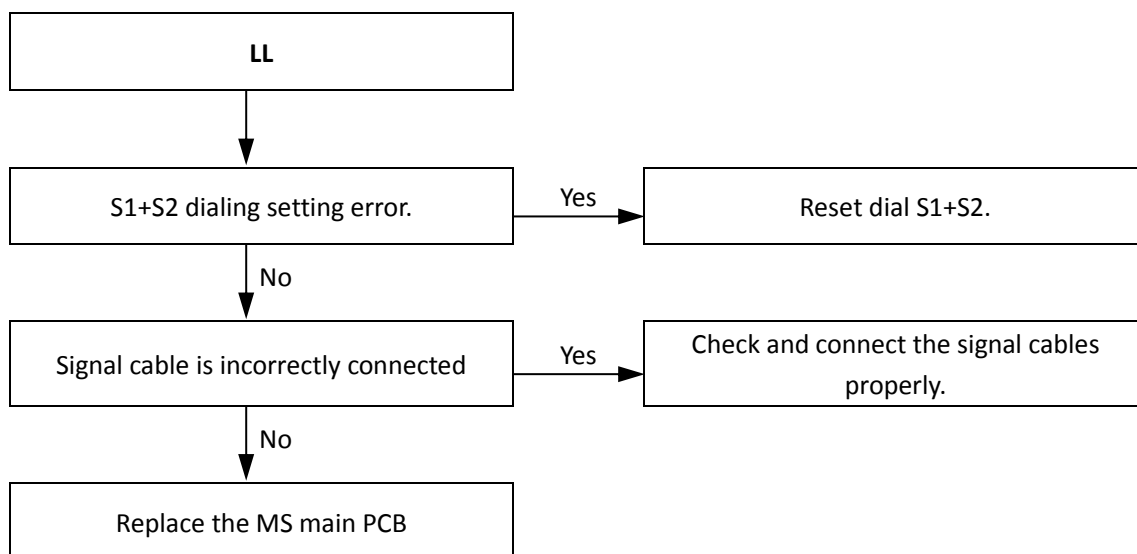 LL
S1+S2 dialing setting error.
Yes
Reset dial S1+S2.
No
Signal cable is incorrectly connected
Yes
Check and connect the signal cables
properly.
No
Replace the MS main PCB